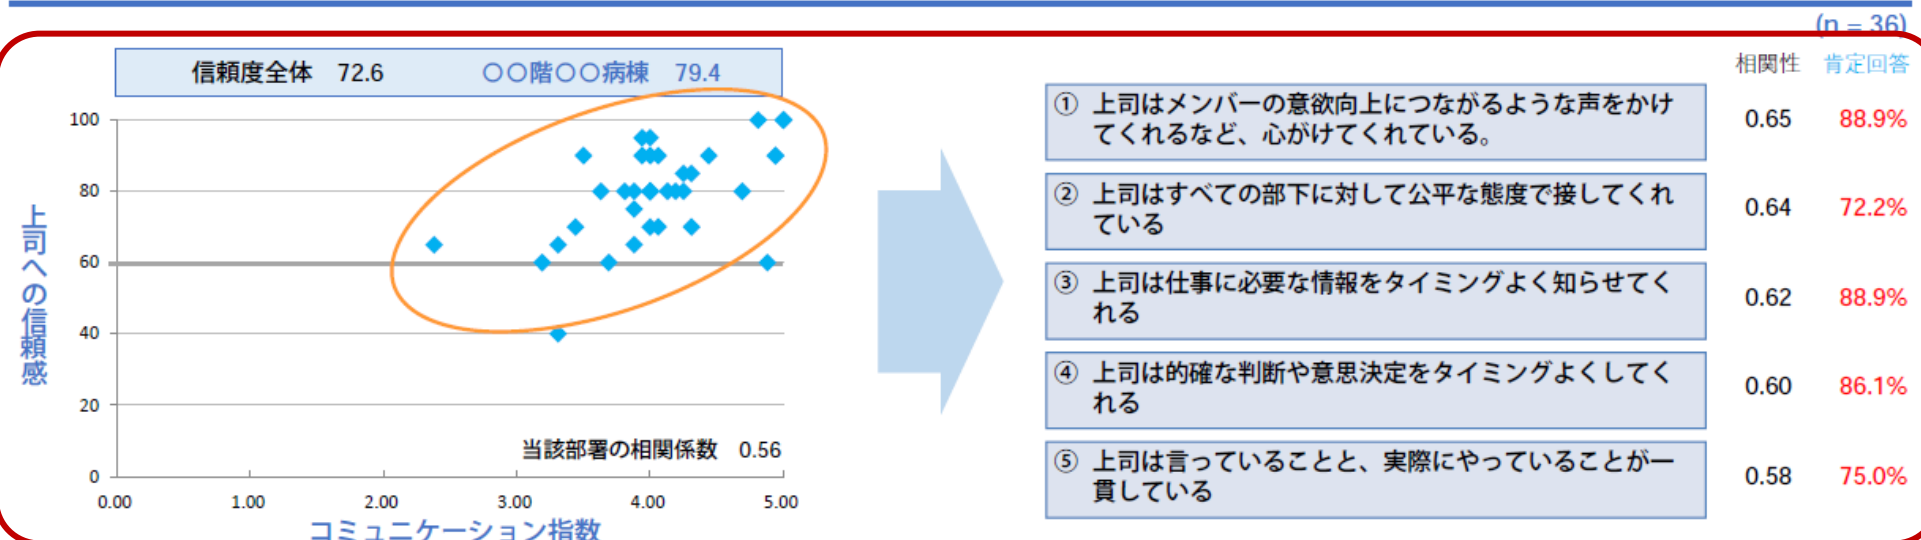 (n = 36)
信頼度全体 72.6 〇〇階〇〇病棟 79.4
100
80
60
40
20
0
0.00 1.00 2.00 3.00 4.00 5.00
上司への信頼感
コミュニケーション指数
当該部署の相関係数 0.56
相関性 肯定回答
① 上司はメンバーの意欲向上につながるような声をかけ
てくれるなど、心がけてくれている。
0.65 88.9%
② 上司はすべての部下に対して公平な態度で接してくれ
ている
0.64 72.2%
③ 上司は仕事に必要な情報をタイミングよく知らせてく
れる
0.62 88.9%
④ 上司は的確な判断や意思決定をタイミングよくしてく
れる
0.60 86.1%
⑤ 上司は言っていることと、実際にやっていることが一
貫している
0.58 75.0%